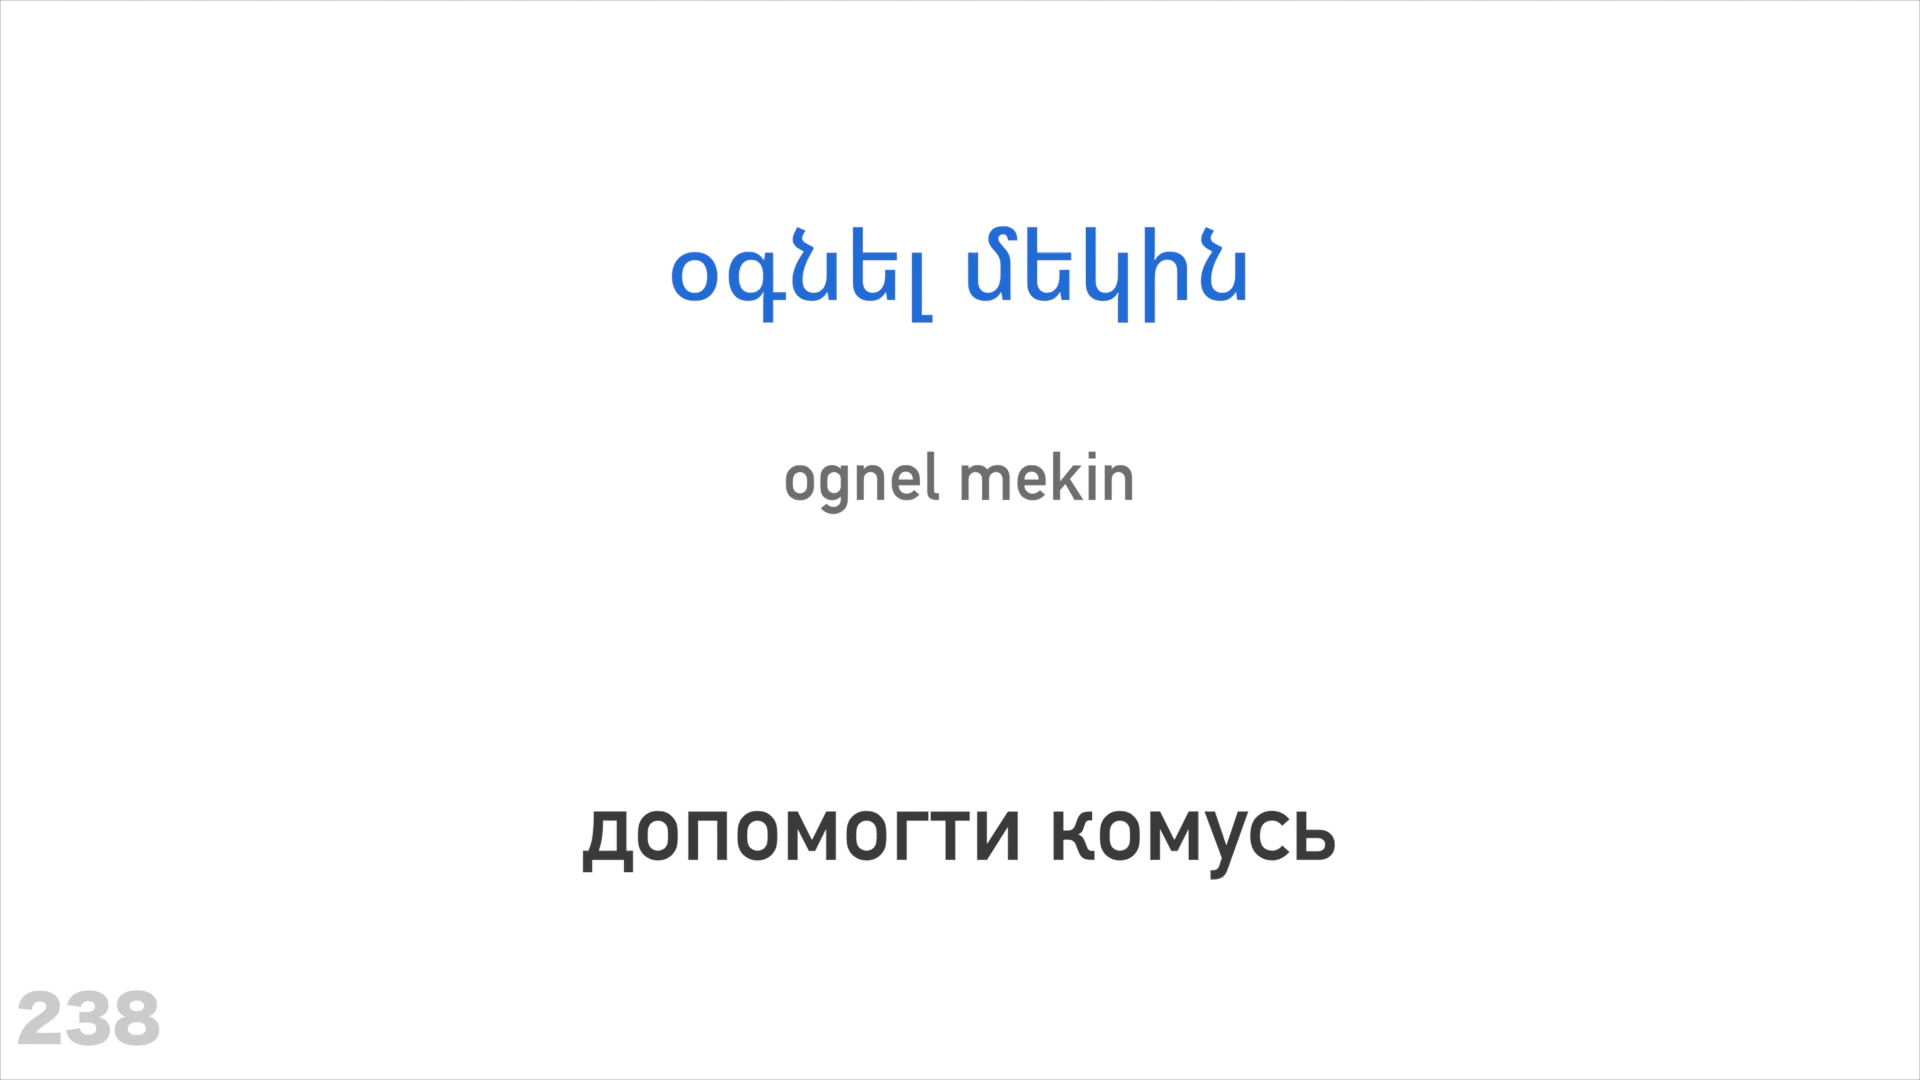 օգնել մեկին
ognel mekin
допомогти комусь
238